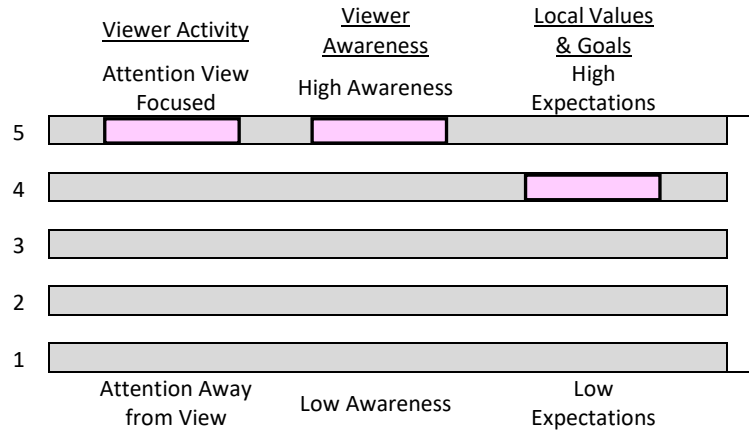 Viewer Activity
Viewer
Awareness
Local Values
& Goals
Attention View
Focused
High Awareness
High
Expectations
5
4
3
2
1
Attention Away
from View
Low Awareness
Low
Expectations